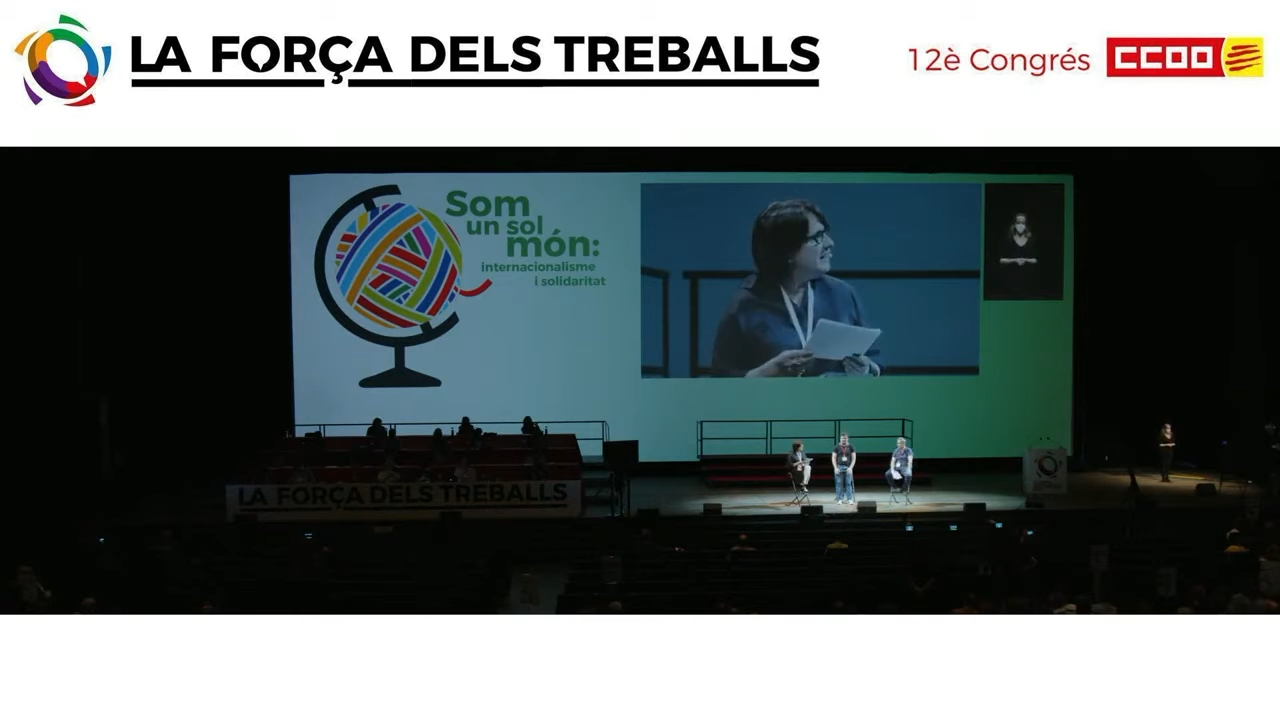 LA FORÇA DELS TREBALLS
12è Congrés
CCOO
Som
un sol
món:
internacionalisme
i solidaritat
LA FORÇA DELS TREBALLS